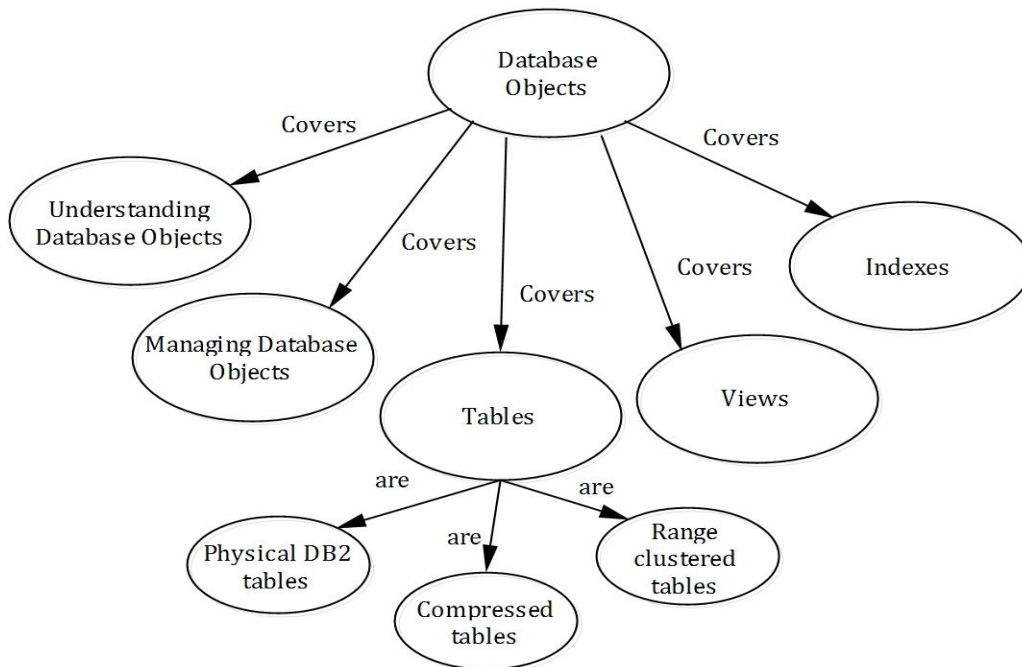 Database
Objects
Covers
Covers
Covers
Covers
Covers
Understanding
Database Objects
Managing Database
Objects
Tables
Views
Indexes
are
are
are
Physical DB2
tables
Compressed
tables
Range
clustered
tables